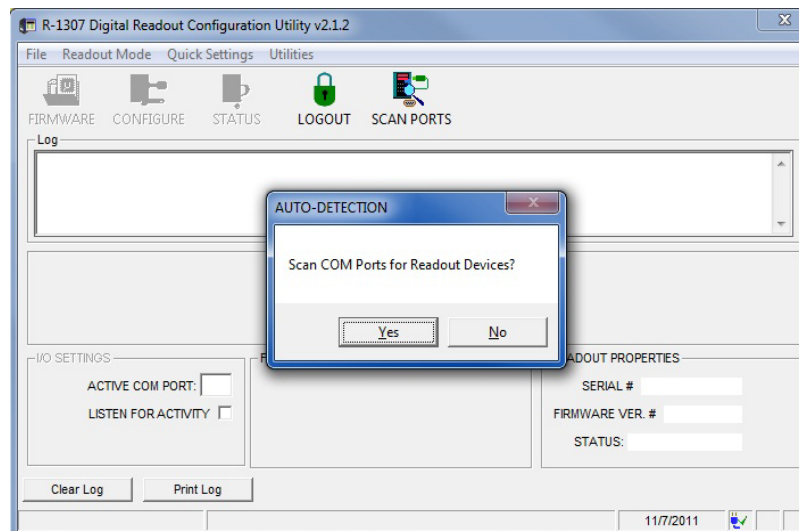 R-1307 Digital Readout Configuration Utility v2.1.2
File Readout Mode Quick Settings Utilities
FIRMWARE CONFIGURE STATUS LOGOUT SCAN PORTS
Log
AUTO-DETECTION
Scan COM Ports for Readout Devices?
Yes No
I/O SETTINGS
ACTIVE COM PORT:
LISTEN FOR ACTIVITY
PROPERTIES
SERIAL #
FIRMWARE VER. #
STATUS:
Clear Log Print Log
11/7/2011